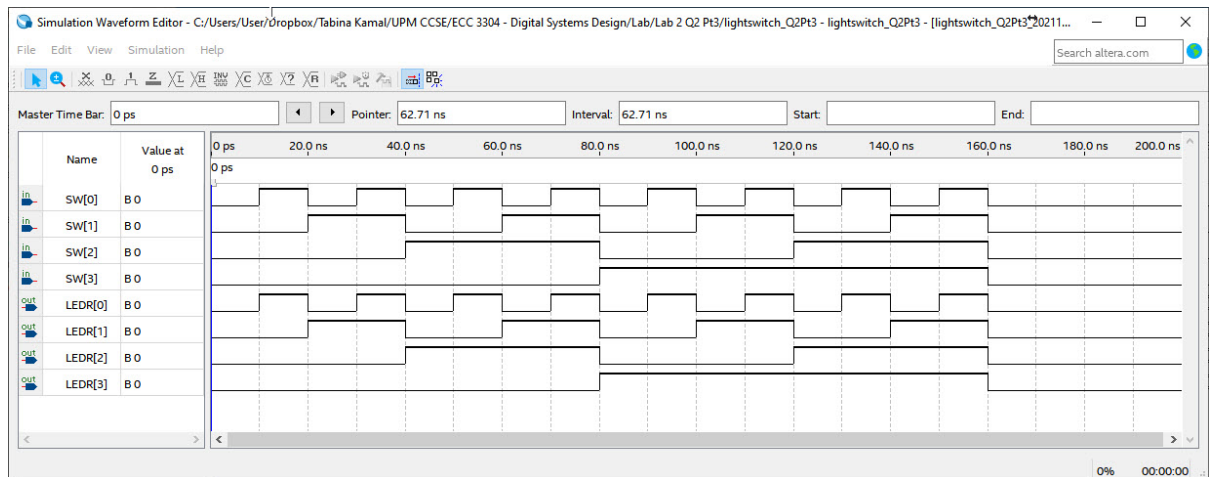 Simulation Waveform Editor - C:/Users/User/Dropbox/Tabina Kamal/UPM CCSE/ECC 3304 - Digital Systems Design/Lab/Lab 2 Q2 Pt3/lightswitch_Q2Pt3 - lightswitch_Q2Pt3 - [lightswitch_Q2Pt3_20211...
File Edit View Simulation Help
Search altera.com
Master Time Bar: 0 ps Pointer: 62.71 ns Interval: 62.71 ns Start: End:
Name Value at 0 ps
0 ps 20.0 ns 40.0 ns 60.0 ns 80.0 ns 100.0 ns 120.0 ns 140.0 ns 160.0 ns 180.0 ns 200.0 ns
0 ps
in SW[0] B 0
in SW[1] B 0
in SW[2] B 0
in SW[3] B 0
out LEDR[0] B 0
out LEDR[1] B 0
out LEDR[2] B 0
out LEDR[3] B 0
0% 00:00:00